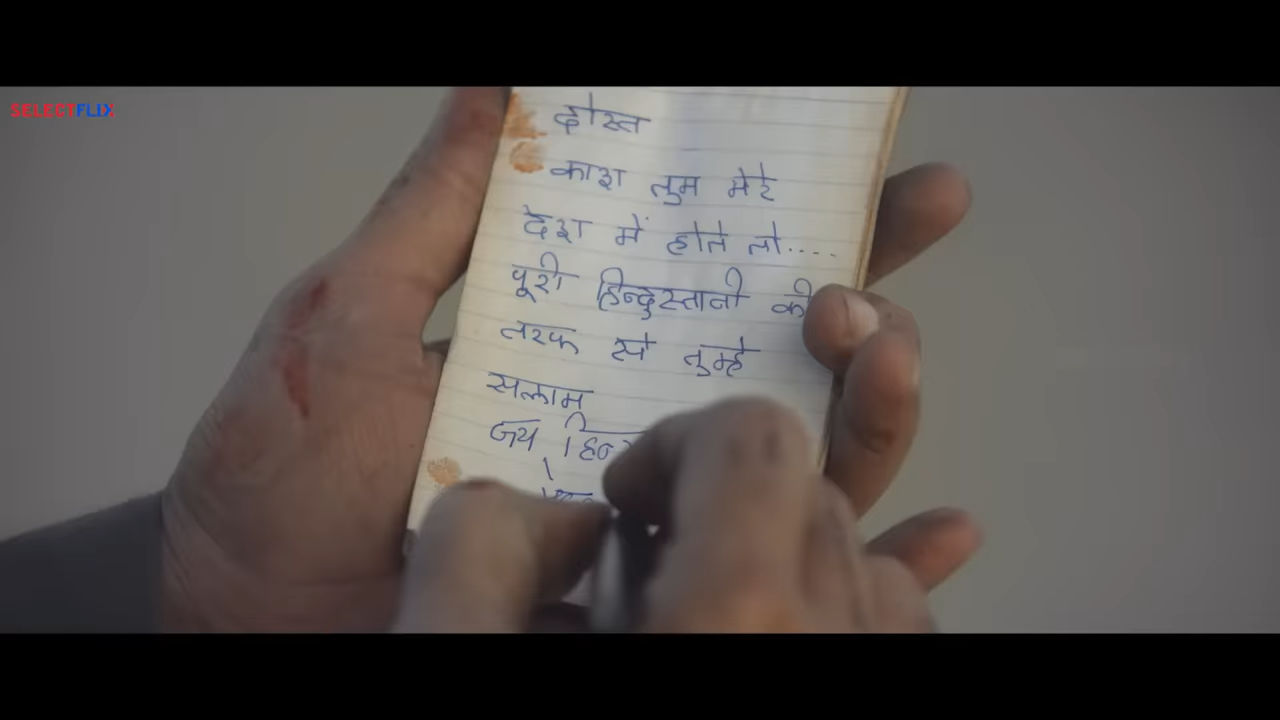 SELECTFLIX
दोस्त
काश तुम मेरे
देश में होते तो....
पूरी हिन्दुस्तानी की
तरफ से तुम्हे
सलाम
जय